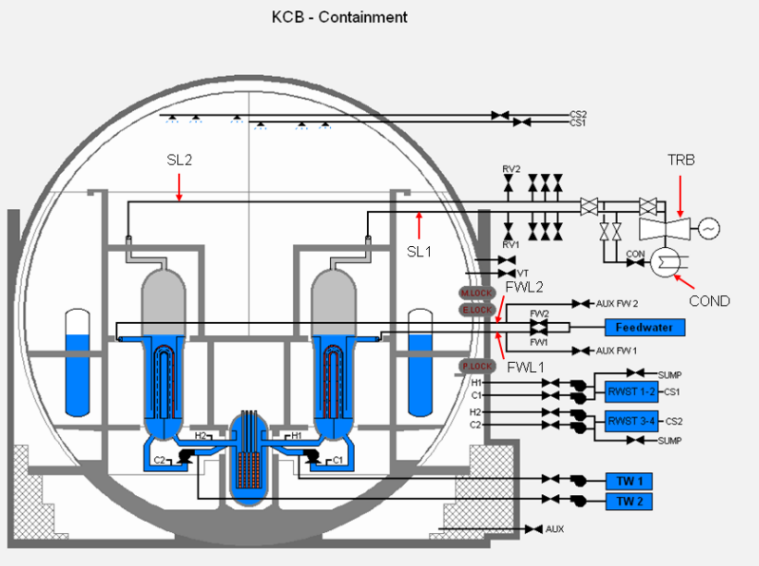 KCB - Containment
CS2
CS1
SL2
RV2
TRB
SL1
RV1
CON
VT
FWL2
COND
M.LOCK
E.LOCK
AUX FW 2
FW2
Feedwater
FW1
AUX FW 1
FWL1
P.LOCK
SUMP
H1
RWST 1-2
CS1
C1
H2
RWST 3-4
CS2
C2
SUMP
H2
H1
C2
C1
TW 1
TW 2
AUX